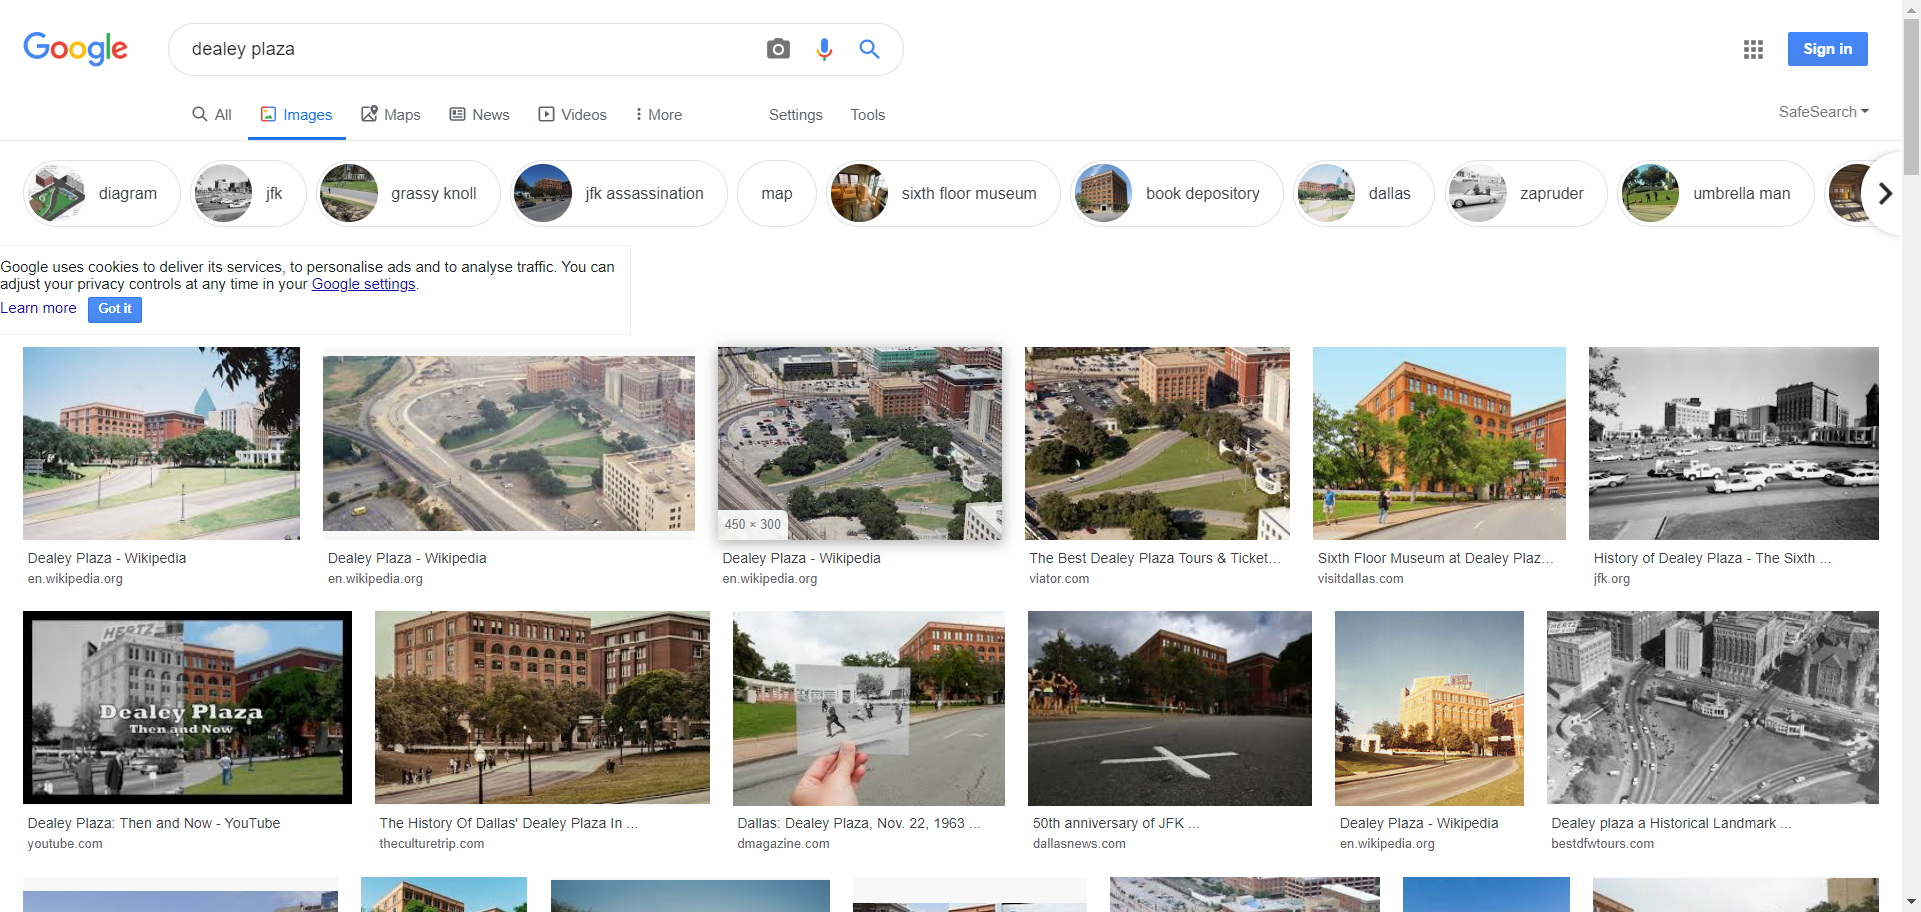 Google
dealey plaza
Sign in
All
Images
Maps
News
Videos
More
Settings
Tools
SafeSearch
diagram
jfk
grassy knoll
jfk assassination
map
sixth floor museum
book depository
dallas
zapruder
umbrella man
Google uses cookies to deliver its services, to personalise ads and to analyse traffic. You can
adjust your privacy controls at any time in your Google settings.
Learn more
Got it
450 × 300
Dealey Plaza - Wikipedia
en.wikipedia.org
Dealey Plaza - Wikipedia
en.wikipedia.org
Dealey Plaza - Wikipedia
en.wikipedia.org
The Best Dealey Plaza Tours & Ticket...
viator.com
Sixth Floor Museum at Dealey Plaz...
visitdallas.com
History of Dealey Plaza - The Sixth ...
jfk.org
HERTZ
Dealey Plaza
Then and Now
Dealey Plaza: Then and Now - YouTube
youtube.com
The History Of Dallas' Dealey Plaza In ...
theculturetrip.com
Dallas: Dealey Plaza, Nov. 22, 1963 ...
dmagazine.com
50th anniversary of JFK ...
dallasnews.com
HERTZ
Dealey Plaza - Wikipedia
en.wikipedia.org
HERTZ
Dealey plaza a Historical Landmark ...
bestdfwtours.com